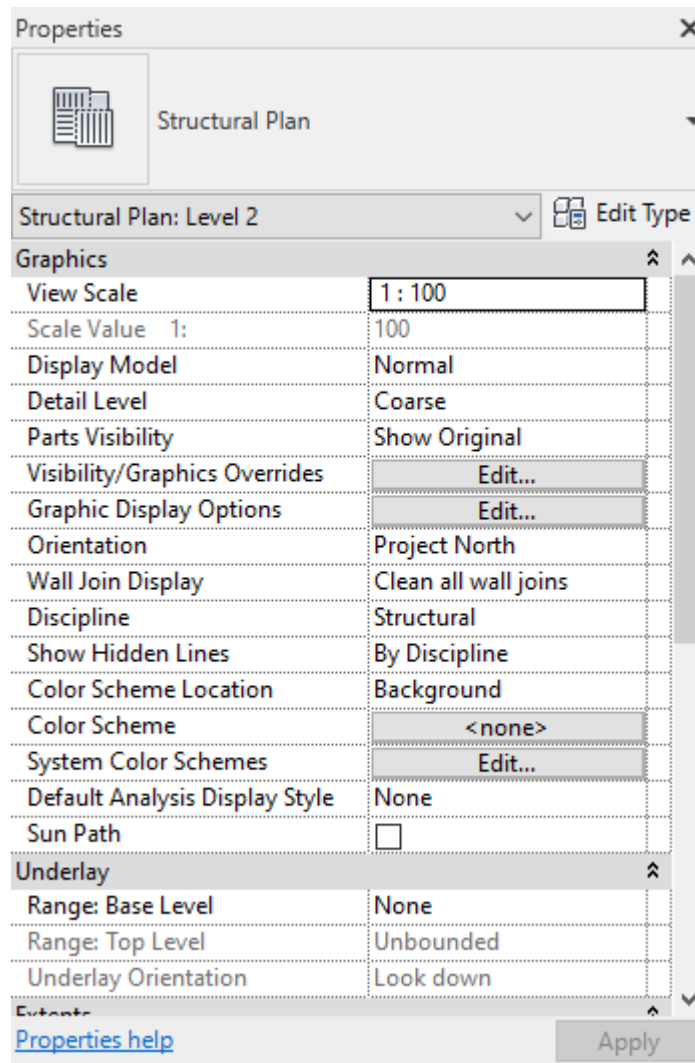 Properties
Structural Plan
Structural Plan: Level 2 Edit Type
Graphics
View Scale 1 : 100
Scale Value 1: 100
Display Model Normal
Detail Level Coarse
Parts Visibility Show Original
Visibility/Graphics Overrides Edit...
Graphic Display Options Edit...
Orientation Project North
Wall Join Display Clean all wall joins
Discipline Structural
Show Hidden Lines By Discipline
Color Scheme Location Background
Color Scheme <none>
System Color Schemes Edit...
Default Analysis Display Style None
Sun Path
Underlay
Range: Base Level None
Range: Top Level Unbounded
Underlay Orientation Look down
Extents
Properties help Apply